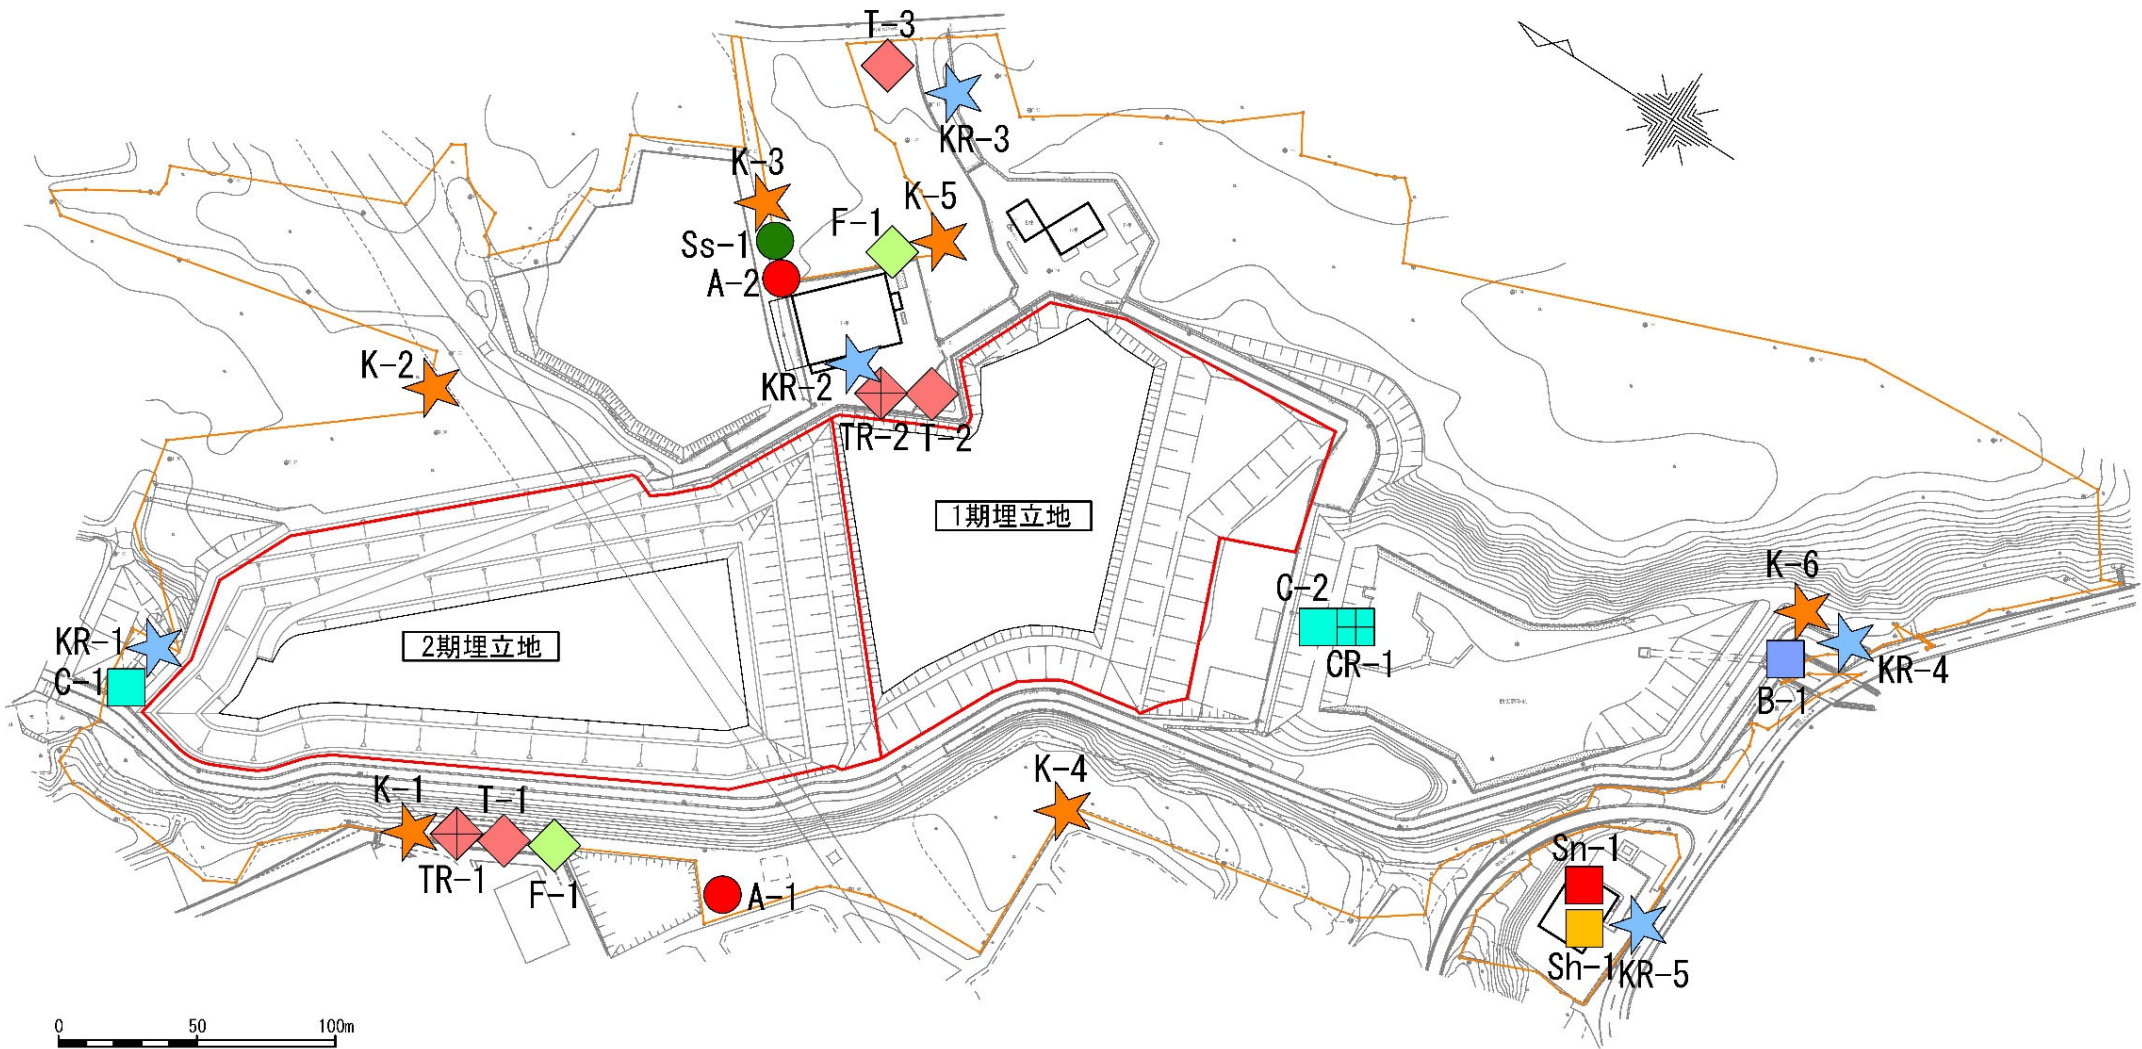 T-3
KR-3
K-3
K-5
F-1
Ss-1
A-2
K-2
KR-2
TR-2
T-2
1期埋立地
K-6
C-2
2期埋立地
KR-1
CR-1
KR-4
C-1
B-1
K-4
K-1
T-1
Sn-1
TR-1
F-1
A-1
Sh-1
KR-5
0 50 100m